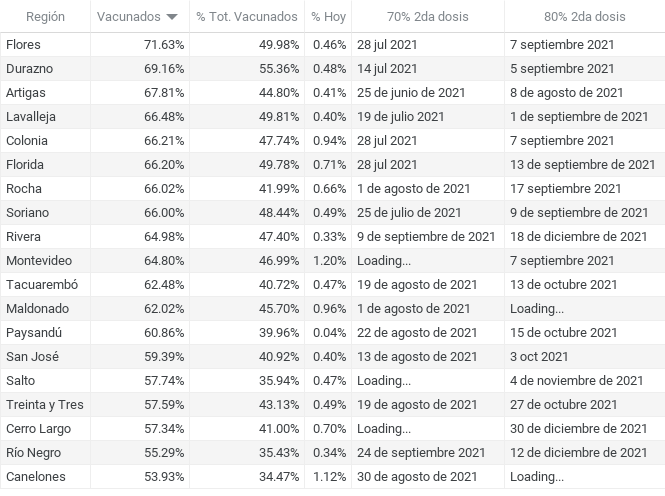 Región Vacunados % Tot. Vacunados % Hoy 70% 2da dosis 80% 2da dosis
Flores 71.63% 49.98% 0.46% 28 jul 2021 7 septiembre 2021
Durazno 69.16% 55.36% 0.48% 14 jul 2021 5 septiembre 2021
Artigas 67.81% 44.80% 0.41% 25 de junio de 2021 8 de agosto de 2021
Lavalleja 66.48% 49.81% 0.40% 19 de julio 2021 1 de septiembre de 2021
Colonia 66.21% 47.74% 0.94% 28 jul 2021 7 septiembre 2021
Florida 66.20% 49.78% 0.71% 28 jul 2021 13 de septiembre de 2021
Rocha 66.02% 41.99% 0.66% 1 de agosto de 2021 17 septiembre 2021
Soriano 66.00% 48.44% 0.49% 25 de julio de 2021 9 de septiembre de 2021
Rivera 64.98% 47.40% 0.33% 9 de septiembre de 2021 18 de diciembre de 2021
Montevideo 64.80% 46.99% 1.20% Loading... 7 septiembre 2021
Tacuarembó 62.48% 40.72% 0.47% 19 de agosto de 2021 13 de octubre 2021
Maldonado 62.02% 45.70% 0.96% 1 de agosto de 2021 Loading...
Paysandú 60.86% 39.96% 0.04% 22 de agosto de 2021 15 de octubre 2021
San José 59.39% 40.92% 0.40% 13 de agosto de 2021 3 oct 2021
Salto 57.74% 35.94% 0.47% Loading... 4 de noviembre de 2021
Treinta y Tres 57.59% 43.13% 0.49% 19 de agosto de 2021 27 de octubre 2021
Cerro Largo 57.34% 41.00% 0.70% Loading... 30 de diciembre de 2021
Río Negro 55.29% 35.43% 0.34% 24 de septiembre de 2021 12 de diciembre de 2021
Canelones 53.93% 34.47% 1.12% 30 de agosto de 2021 Loading...